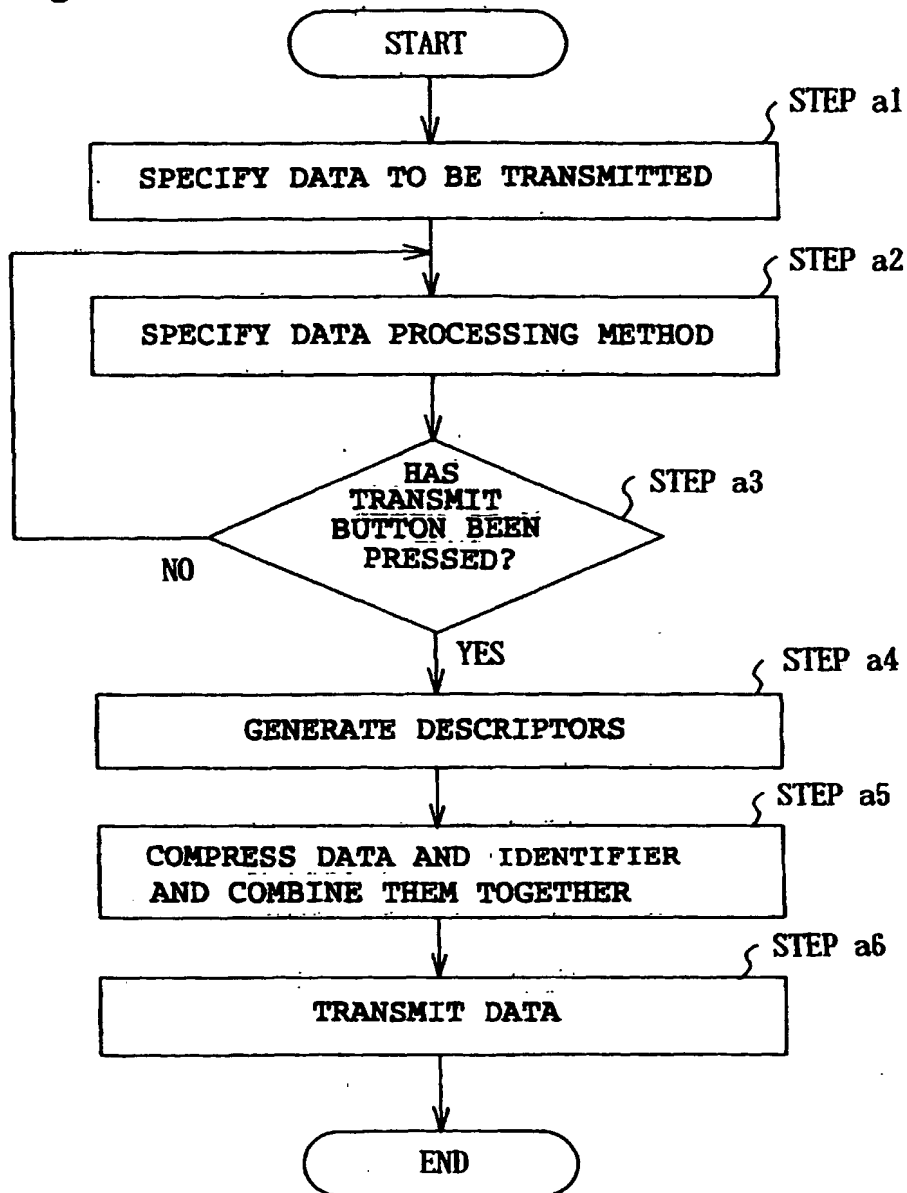 START
STEP a1
SPECIFY DATA TO BE TRANSMITTED
STEP a2
SPECIFY DATA PROCESSING METHOD
HAS
TRANSMIT
BUTTON BEEN
PRESSED?
STEP a3
NO
YES
STEP a4
GENERATE DESCRIPTORS
STEP a5
COMPRESS DATA AND IDENTIFIER
AND COMBINE THEM TOGETHER
STEP a6
TRANSMIT DATA
END